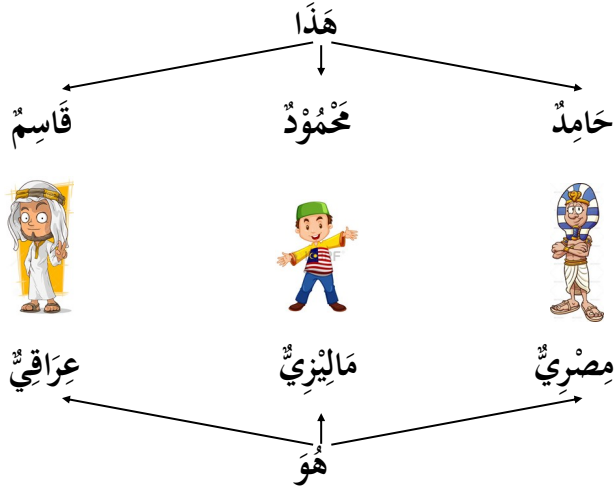 هَذَا
حَامِدٌ مَحْمُوْدٌ قَاسِمٌ
مِصْرِيٌّ مَالِيْزِيٌّ عِرَاقِيٌّ
هُوَ